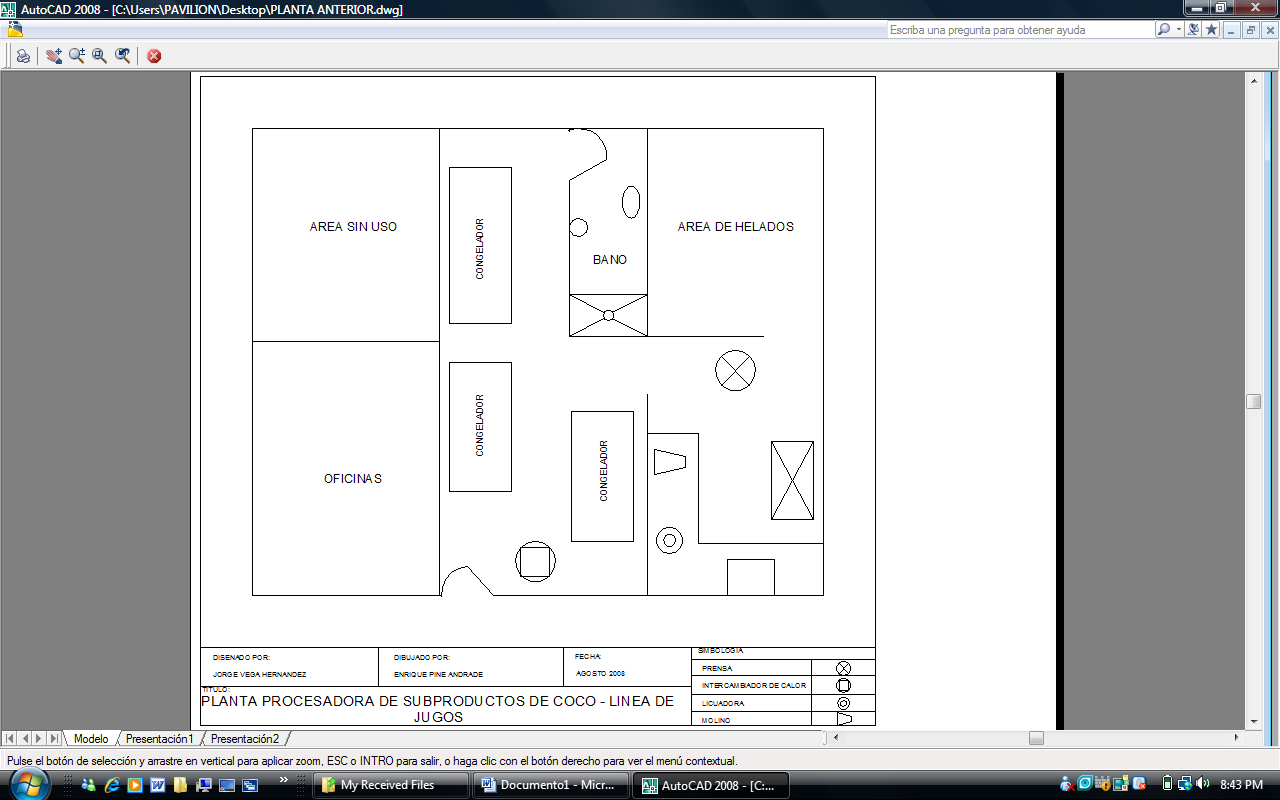 AutoCAD 2008 - [C:\Users\PAVILION\Desktop\PLANTA ANTERIOR.dwg]
Escriba una pregunta para obtener ayuda
AREA SIN USO
CONGELADOR
BANO
AREA DE HELADOS
OFICINAS
CONGELADOR
CONGELADOR
DISENADO POR:
JORGE VEGA HERNANDEZ
DIBUJADO POR:
ENRIQUE PINE ANDRADE
FECHA:
AGOSTO 2008
SIMBOLOGIA
PRENSA
INTERCAMBIADOR DE CALOR
LICUADORA
MOLINO
TITULO:
PLANTA PROCESADORA DE SUBPRODUCTOS DE COCO - LINEA DE
JUGOS
Modelo
Presentación1
Presentación2
Pulse el botón de selección y arrastre en vertical para aplicar zoom, ESC o INTRO para salir, o haga clic con el botón derecho para ver el menú contextual.
My Received Files
Documento1 - Micr...
AutoCAD 2008 - [C:...
8:43 PM